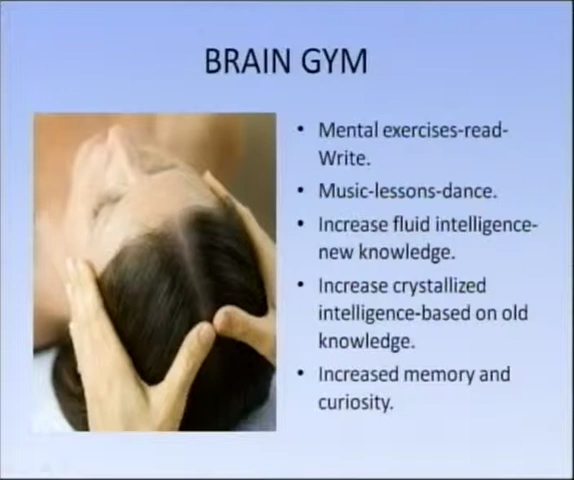 BRAIN GYM
• Mental exercises-read-
Write.
• Music-lessons-dance.
• Increase fluid intelligence-
new knowledge.
• Increase crystallized
intelligence-based on old
knowledge.
• Increased memory and
curiosity.